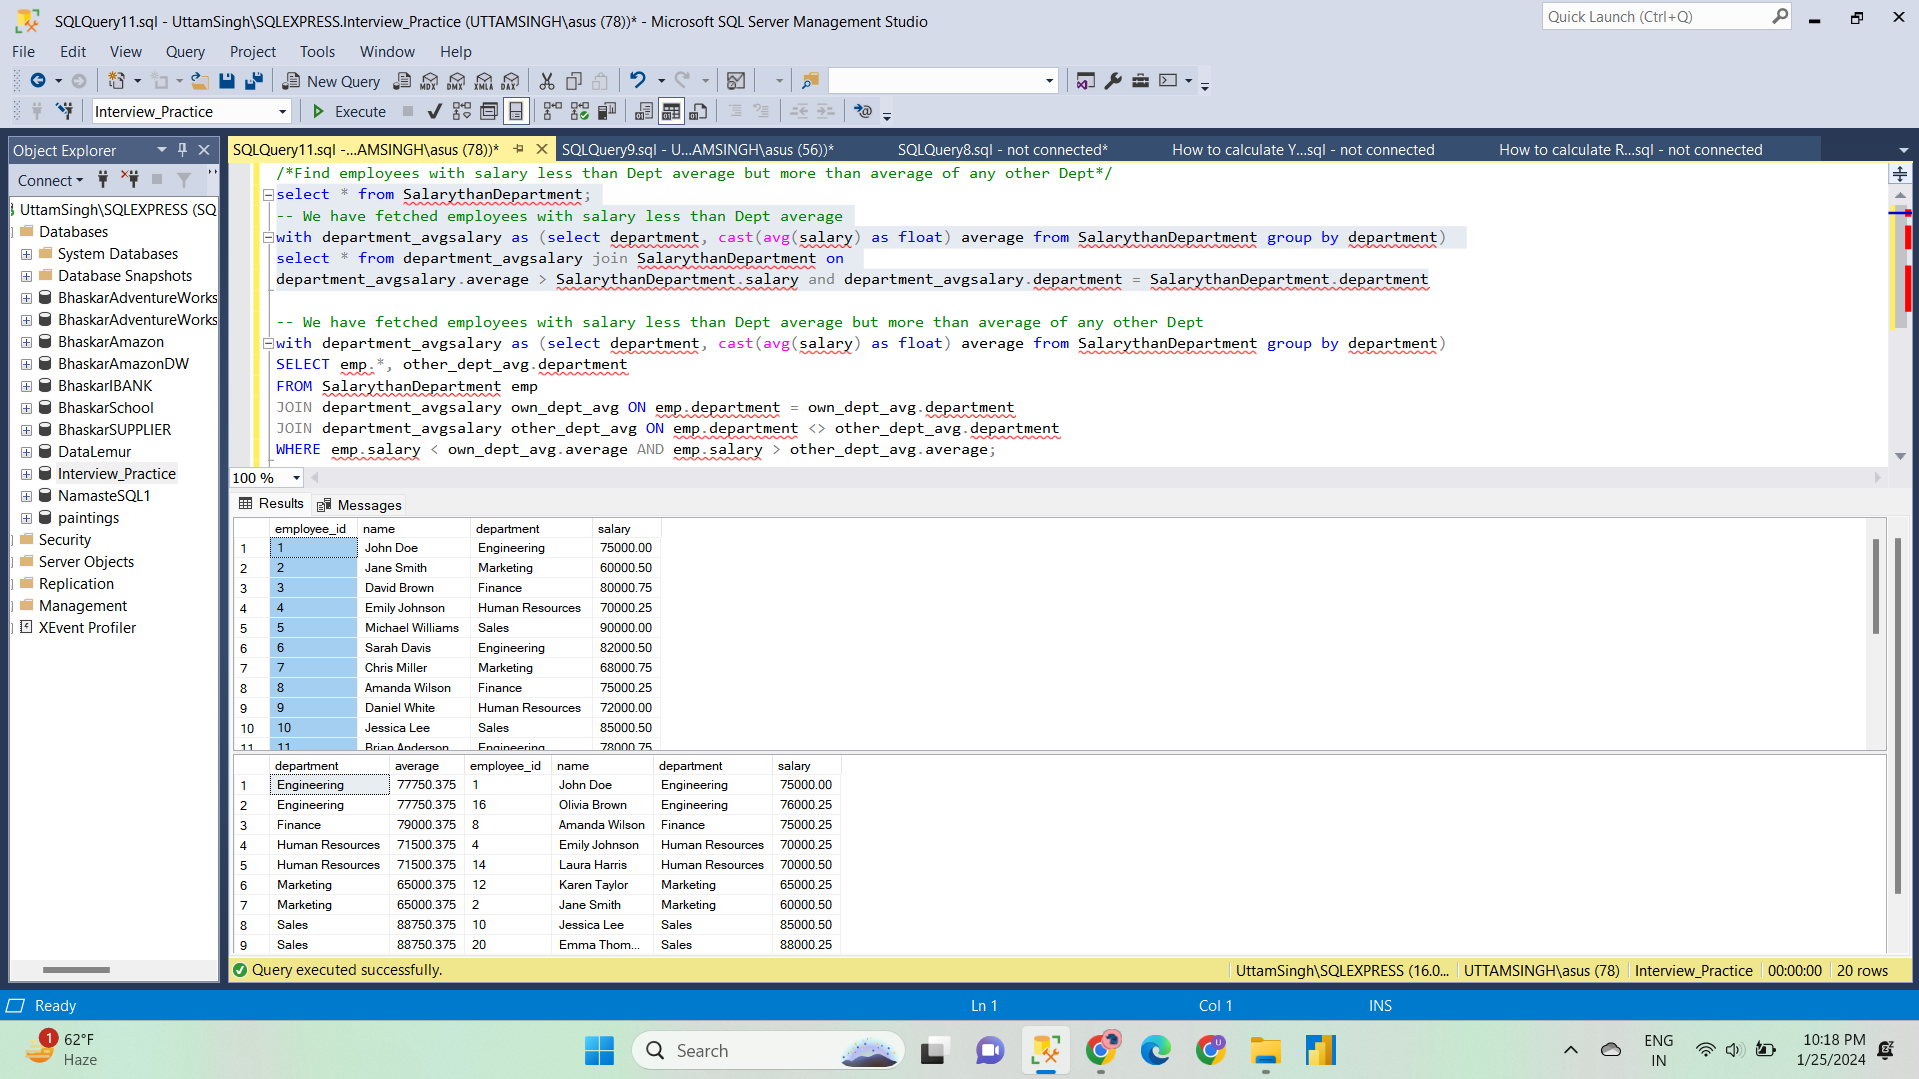 SQLQuery11.sql - UttamSingh\SQLEXPRESS.Interview_Practice (UTTAMSINGH\asus (78))* - Microsoft SQL Server Management Studio
Quick Launch (Ctrl+Q)
File Edit View Query Project Tools Window Help
New Query MDX DMX XMLA DAX
Interview_Practice Execute
Object Explorer
SQLQuery11.sql -...AMSINGH\asus (78))* SQLQuery9.sql - U...AMSINGH\asus (56))* SQLQuery8.sql - not connected* How to calculate Y...sql - not connected How to calculate R...sql - not connected
Connect
UttamSingh\SQLEXPRESS (SQ
Databases
System Databases
Database Snapshots
BhaskarAdventureWorks
BhaskarAdventureWorks
BhaskarAmazon
BhaskarAmazonDW
BhaskarIBANK
BhaskarSchool
BhaskarSUPPLIER
DataLemur
Interview_Practice
NamasteSQL1
paintings
Security
Server Objects
Replication
Management
XEvent Profiler
/*Find employees with salary less than Dept average but more than average of any other Dept*/
select * from SalarythanDepartment;
-- We have fetched employees with salary less than Dept average
with department_avgsalary as (select department, cast(avg(salary) as float) average from SalarythanDepartment group by department)
select * from department_avgsalary join SalarythanDepartment on
department_avgsalary.average > SalarythanDepartment.salary and department_avgsalary.department = SalarythanDepartment.department
-- We have fetched employees with salary less than Dept average but more than average of any other Dept
with department_avgsalary as (select department, cast(avg(salary) as float) average from SalarythanDepartment group by department)
SELECT emp.*, other_dept_avg.department
FROM SalarythanDepartment emp
JOIN department_avgsalary own_dept_avg ON emp.department = own_dept_avg.department
JOIN department_avgsalary other_dept_avg ON emp.department <> other_dept_avg.department
WHERE emp.salary < own_dept_avg.average AND emp.salary > other_dept_avg.average;
100 %
Results Messages
employee_id name department salary
1 1 John Doe Engineering 75000.00
2 2 Jane Smith Marketing 60000.50
3 3 David Brown Finance 80000.75
4 4 Emily Johnson Human Resources 70000.25
5 5 Michael Williams Sales 90000.00
6 6 Sarah Davis Engineering 82000.50
7 7 Chris Miller Marketing 68000.75
8 8 Amanda Wilson Finance 75000.25
9 9 Daniel White Human Resources 72000.00
10 10 Jessica Lee Sales 85000.50
11 11 Brian Anderson Engineering 78000.75
department average employee_id name department salary
1 Engineering 77750.375 1 John Doe Engineering 75000.00
2 Engineering 77750.375 16 Olivia Brown Engineering 76000.25
3 Finance 79000.375 8 Amanda Wilson Finance 75000.25
4 Human Resources 71500.375 4 Emily Johnson Human Resources 70000.25
5 Human Resources 71500.375 14 Laura Harris Human Resources 70000.50
6 Marketing 65000.375 12 Karen Taylor Marketing 65000.25
7 Marketing 65000.375 2 Jane Smith Marketing 60000.50
8 Sales 88750.375 10 Jessica Lee Sales 85000.50
9 Sales 88750.375 20 Emma Thom... Sales 88000.25
Query executed successfully.
UttamSingh\SQLEXPRESS (16.0... UTTAMSINGH\asus (78) Interview_Practice 00:00:00 20 rows
Ready Ln 1 Col 1 INS
1 62°F
Haze
Search
ENG
IN
10:18 PM
1/25/2024